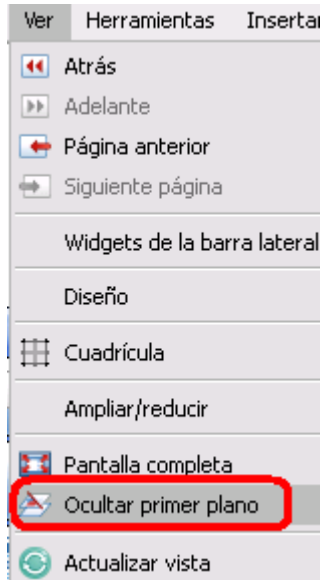 Ver Herramientas Insertar
Atrás
Adelante
Página anterior
Siguiente página
Widgets de la barra lateral
Diseño
Cuadrícula
Ampliar/reducir
Pantalla completa
Ocultar primer plano
Actualizar vista